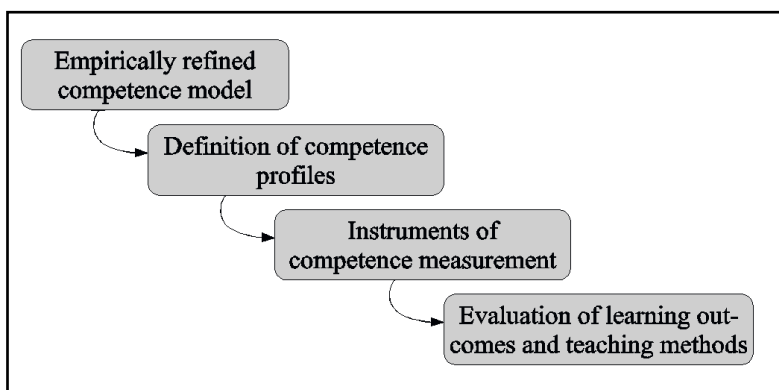 Empirically refined
competence model
Definition of competence
profiles
Instruments of
competence measurement
Evaluation of learning out-
comes and teaching methods